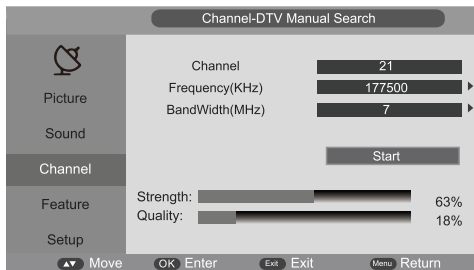 Channel-DTV Manual Search
Picture
Sound
Channel
Feature
Setup
Channel 21
Frequency(KHz) 177500
BandWidth(MHz) 7
Start
Strength: 63%
Quality: 18%
Move OK Enter Exit Exit Menu Return